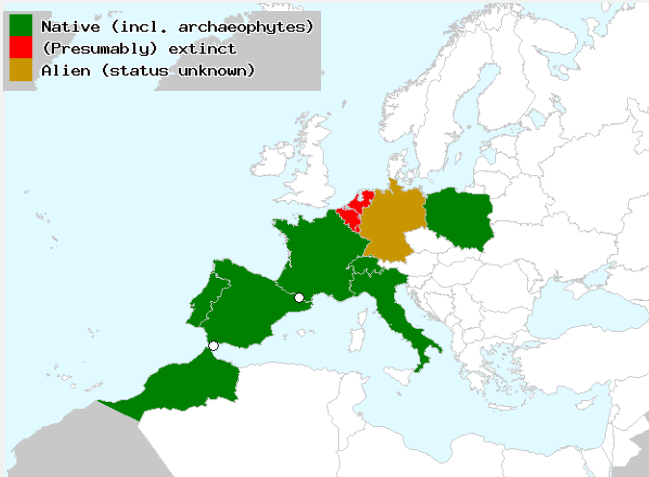 Native (incl. archaeophytes)
(Presumably) extinct
Alien (status unknown)